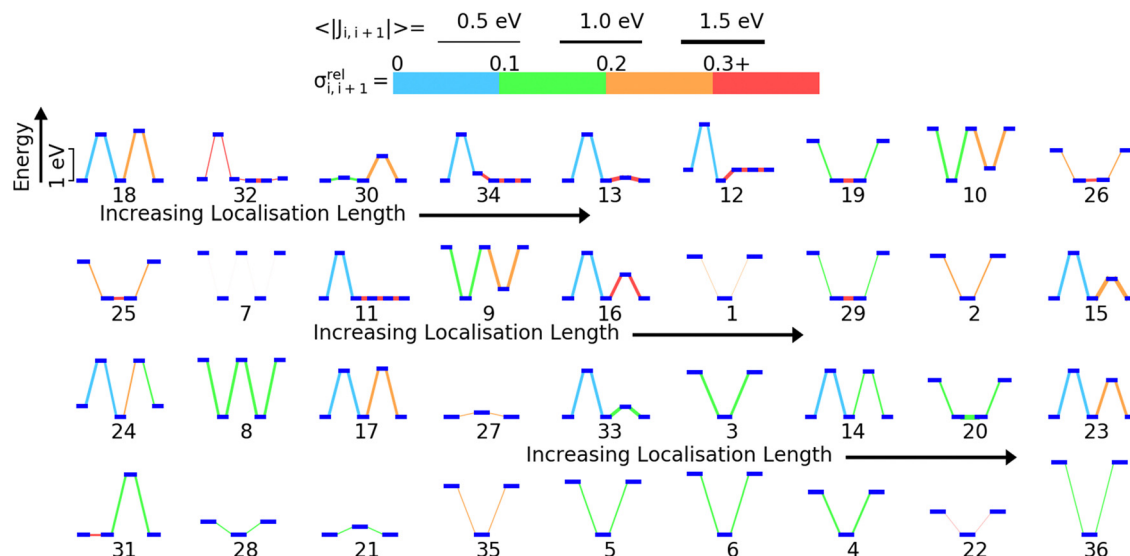 <|J i, i+1|>= 0.5 eV 1.0 eV 1.5 eV
0 0.1 0.2 0.3+
σ rel i, i+1 =
Energy
1 eV
18 32 30 34 13 12 19 10 26
Increasing Localisation Length
25 7 11 9 16 1 29 2 15
Increasing Localisation Length
24 8 17 27 33 3 14 20 23
Increasing Localisation Length
31 28 21 35 5 6 4 22 36